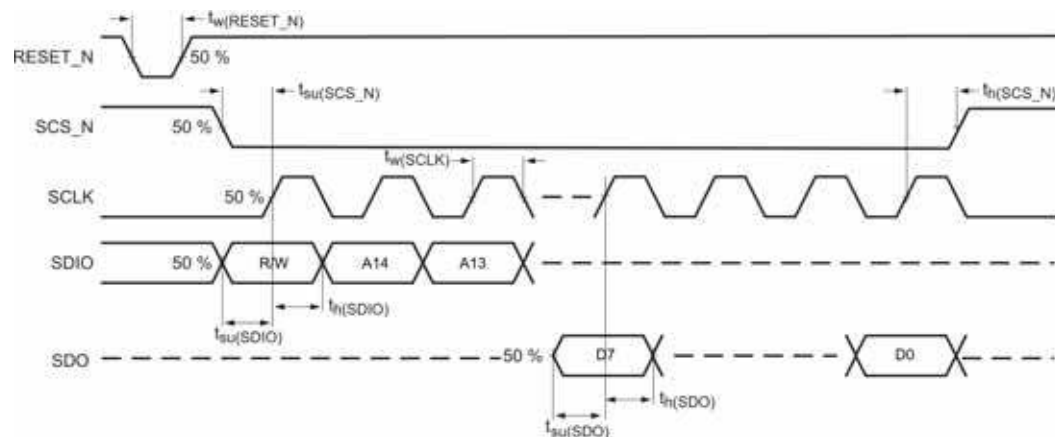 tw(RESET_N)
RESET_N
50 %
tsu(SCS_N)
th(SCS_N)
SCS_N
50 %
tw(SCLK)
SCLK
50 %
SDIO
50 %
R/W
A14
A13
tsu(SDIO)
th(SDIO)
SDO
50 %
D7
D0
th(SDO)
tsu(SDO)